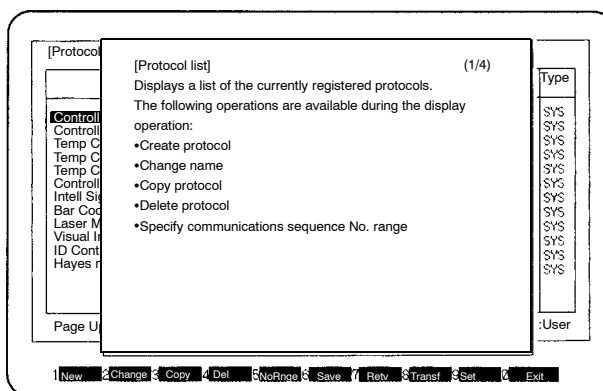 [Protocol
[Protocol list] (1/4)
Displays a list of the currently registered protocols.
The following operations are available during the display
operation:
•Create protocol
•Change name
•Copy protocol
•Delete protocol
•Specify communications sequence No. range
Type
Controll SYS
Controll SYS
Temp C SYS
Temp C SYS
Temp C SYS
Controll SYS
Intell Sig SYS
Bar Cod SYS
Laser M SYS
Visual In SYS
ID Cont SYS
Hayes m SYS
Page Up :User
1 New 2 Change 3 Copy 4 Del 5 NoRnge 6 Save 7 Retv 8 Transf 9 Set 0 Exit